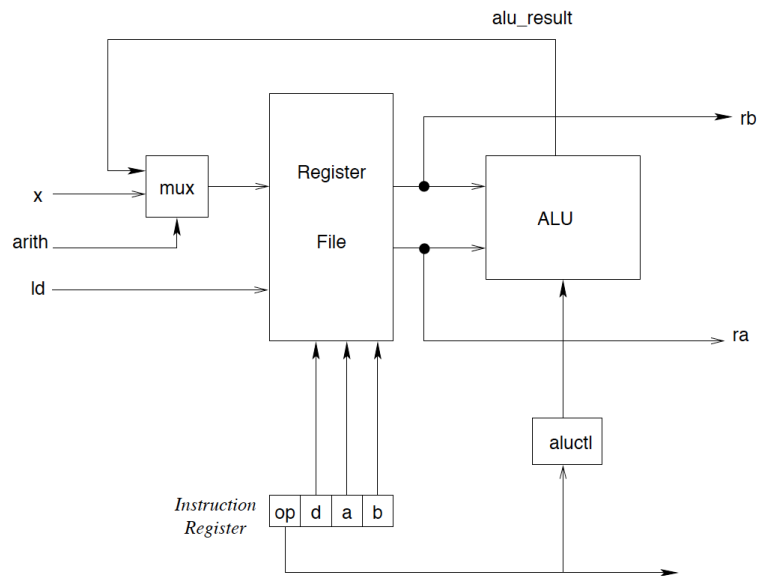 alu_result
rb
Register
mux
x
ALU
arith
File
ld
ra
aluctl
Instruction
Register
op d a b